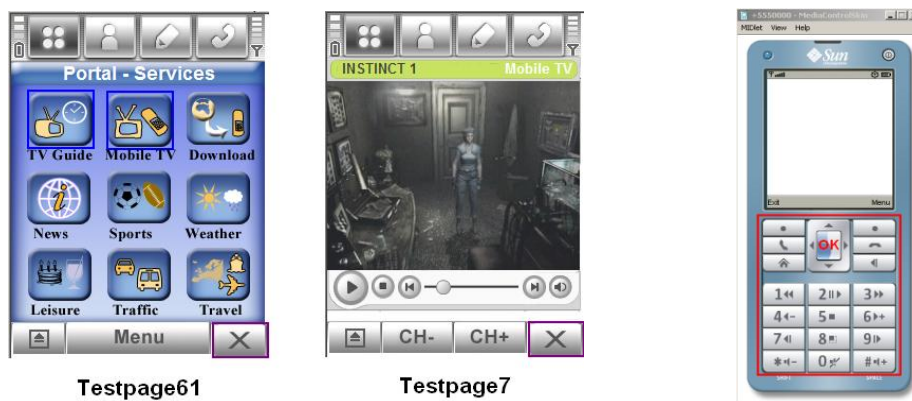 Portal - Services
TV Guide Mobile TV Download
News Sports Weather
Leisure Traffic Travel
Menu
Testpage61
INSTINCT 1 Mobile TV
CH- CH+
Testpage7
+5550000 - MediaControlSkin
MIDlet View Help
Sun
Exit Menu
OK
1 2 3
4 5 6
7 8 9
* 0 #